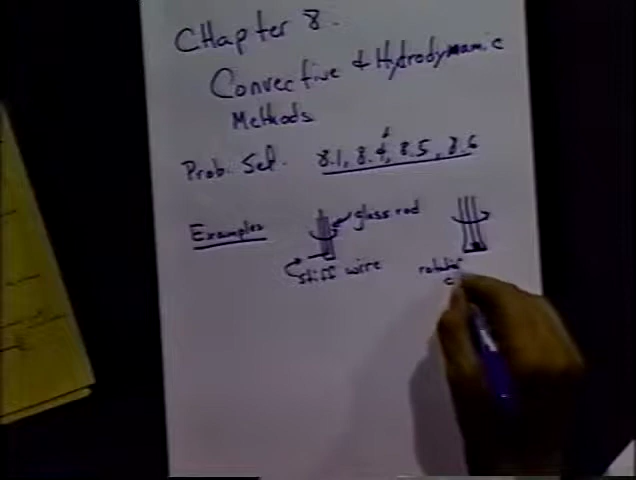 CHapter 8.
Convective & Hydrodynamic
Methods
Prob. Set. 8.1, 8.4, 8.5, 8.6
Examples
glass rod
stiff wire